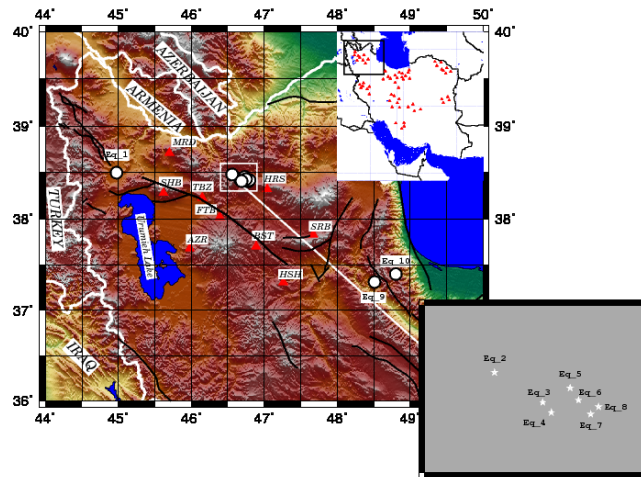 44˚ 45˚ 46˚ 47˚ 48˚ 49˚ 50˚
40˚ 40˚
39˚ 39˚
38˚ 38˚
37˚ 37˚
36˚ 36˚
AZERBAIJAN
ARMENIA
TURKEY
IRAQ
Urumieh Lake
MRD
Eq_1
SHB
TBZ
HRS
FTB
AZR
BST
SRB
HSH
Eq_10
Eq_9
Eq_2
Eq_5
Eq_3
Eq_6
Eq_8
Eq_4
Eq_7